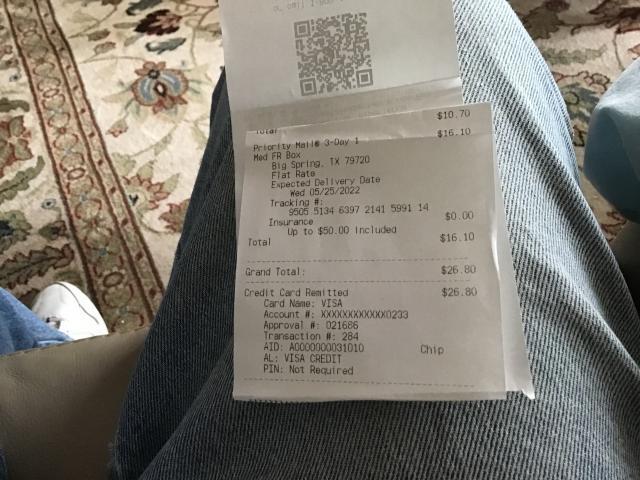 $10.70
Total
Priority Mail® 3-Day 1 $16.10
Med FR Box
Big Spring, TX 79720
Flat Rate
Expected Delivery Date
Wed 05/25/2022
Tracking #:
9505 5134 6397 2141 5991 14
Insurance $0.00
Up to $50.00 included
Total $16.10
Grand Total: $26.80
Credit Card Remitted $26.80
Card Name: VISA
Account #: XXXXXXXXXXXX0233
Approval #: 021686
Transaction #: 284
AID: A0000000031010 Chip
AL: VISA CREDIT
PIN: Not Required